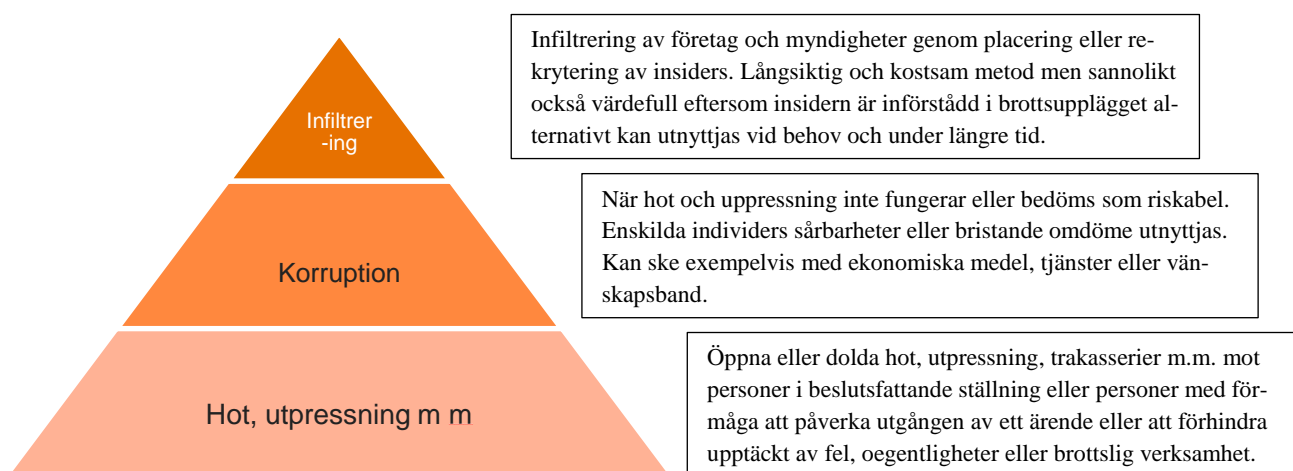 Infiltrering av företag och myndigheter genom placering eller re-
krytering av insiders. Långsiktig och kostsam metod men sannolikt
också värdefull eftersom insidern är införstådd i brottsupplägget al-
ternativt kan utnyttjas vid behov och under längre tid.
Infiltrer
-ing
När hot och uppressning inte fungerar eller bedöms som riskabel.
Enskilda individers sårbarheter eller bristande omdöme utnyttjas.
Kan ske exempelvis med ekonomiska medel, tjänster eller vän-
skapsband.
Korruption
Öppna eller dolda hot, utpressning, trakasserier m.m. mot
personer i beslutsfattande ställning eller personer med för-
måga att påverka utgången av ett ärende eller att förhindra
upptäckt av fel, oegentligheter eller brottslig verksamhet.
Hot, utpressning m m